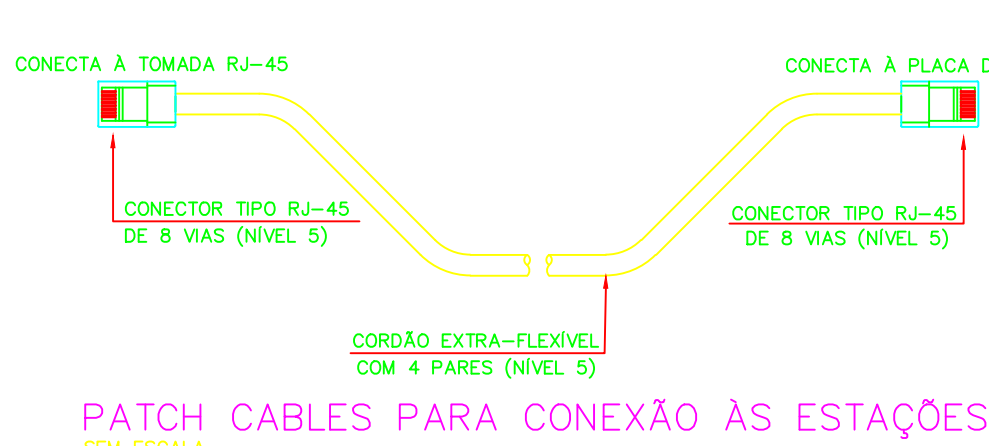 CONECTA À TOMADA RJ-45
CONECTA À PLACA D
CONECTOR TIPO RJ-45
DE 8 VIAS (NÍVEL 5)
CONECTOR TIPO RJ-45
DE 8 VIAS (NÍVEL 5)
CORDÃO EXTRA-FLEXÍVEL
COM 4 PARES (NÍVEL 5)
PATCH CABLES PARA CONEXÃO ÀS ESTAÇÕES
SEM ESCALA